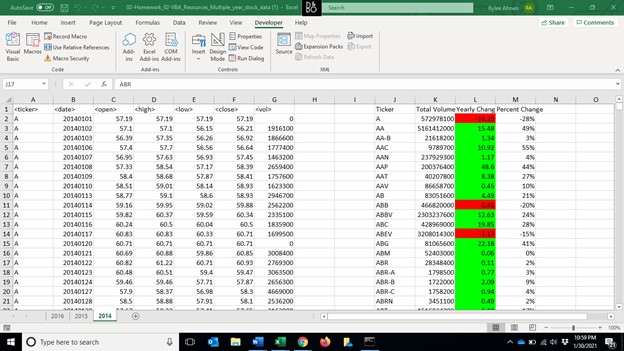 AutoSave Off 02-Homework_02-VBA_Resources_Multiple_year_stock_data (1) - Excel Search Rylee Ahmen RA
File Home Insert Page Layout Formulas Data Review View Developer Help Share Comments
Visual Basic Macros Record Macro Use Relative References Macro Security Add-ins Excel Add-ins COM Add-ins Insert Design Mode Properties View Code Run Dialog Source Map Properties Expansion Packs Refresh Data Import Export
Code Add-ins Controls XML
J17 fx ABR
A B C D E F G H I J K L M N O
1 <ticker> <date> <open> <high> <low> <close> <vol> Ticker Total Volume Yearly Chang Percent Change
2 A 20140101 57.19 57.19 57.19 57.19 0 A 572978100 -28%
3 A 20140102 57.1 57.1 56.15 56.21 1916100 AA 5161412000 15.48 49%
4 A 20140103 56.39 57.35 56.26 56.92 1866600 AA-B 21618200 1.34 3%
5 A 20140106 57.4 57.7 56.56 56.64 1777400 AAC 9789700 10.92 55%
6 A 20140107 56.95 57.63 56.93 57.45 1463200 AAN 237929300 1.17 4%
7 A 20140108 57.33 58.54 57.17 58.39 2659400 AAP 200376400 48.6 44%
8 A 20140109 58.4 58.68 57.87 58.41 1757600 AAT 40207800 8.38 27%
9 A 20140110 58.51 59.01 58.14 58.93 1623300 AAV 86658700 0.45 10%
10 A 20140113 58.77 59.1 58.6 58.93 2946700 AB 83051600 4.49 21%
11 A 20140114 59.16 59.95 59.02 59.88 2562200 ABB 466820000 -20%
12 A 20140115 59.82 60.37 59.59 60.34 2335100 ABBV 2303237600 12.63 24%
13 A 20140116 60.24 60.5 60.04 60.5 1835900 ABC 428969000 19.85 28%
14 A 20140117 60.83 60.83 60.33 61.71 1699500 ABEV 3208014300 -15%
15 A 20140120 60.71 60.71 60.71 60.71 0 ABG 81065600 22.18 41%
16 A 20140121 60.69 60.88 59.86 60.85 3008400 ABM 52403000 0.06 0%
17 A 20140122 60.82 61.22 60.71 60.93 2769300 ABR 28348400 0.11 2%
18 A 20140123 60.48 60.51 59.4 59.47 3063500 ABR-A 1798500 0.77 3%
19 A 20140124 59.15 59.46 57.71 57.87 2656300 ABR-B 1722000 2.09 9%
20 A 20140127 57.9 58.37 56.98 58.3 4669000 ABR-C 1758200 0.94 4%
21 A 20140128 58.5 58.88 57.91 58.1 2536200 ABRN 3451100 0.49 2%
2016 2015 2014
100%
Type here to search 10:59 PM
1/30/2021